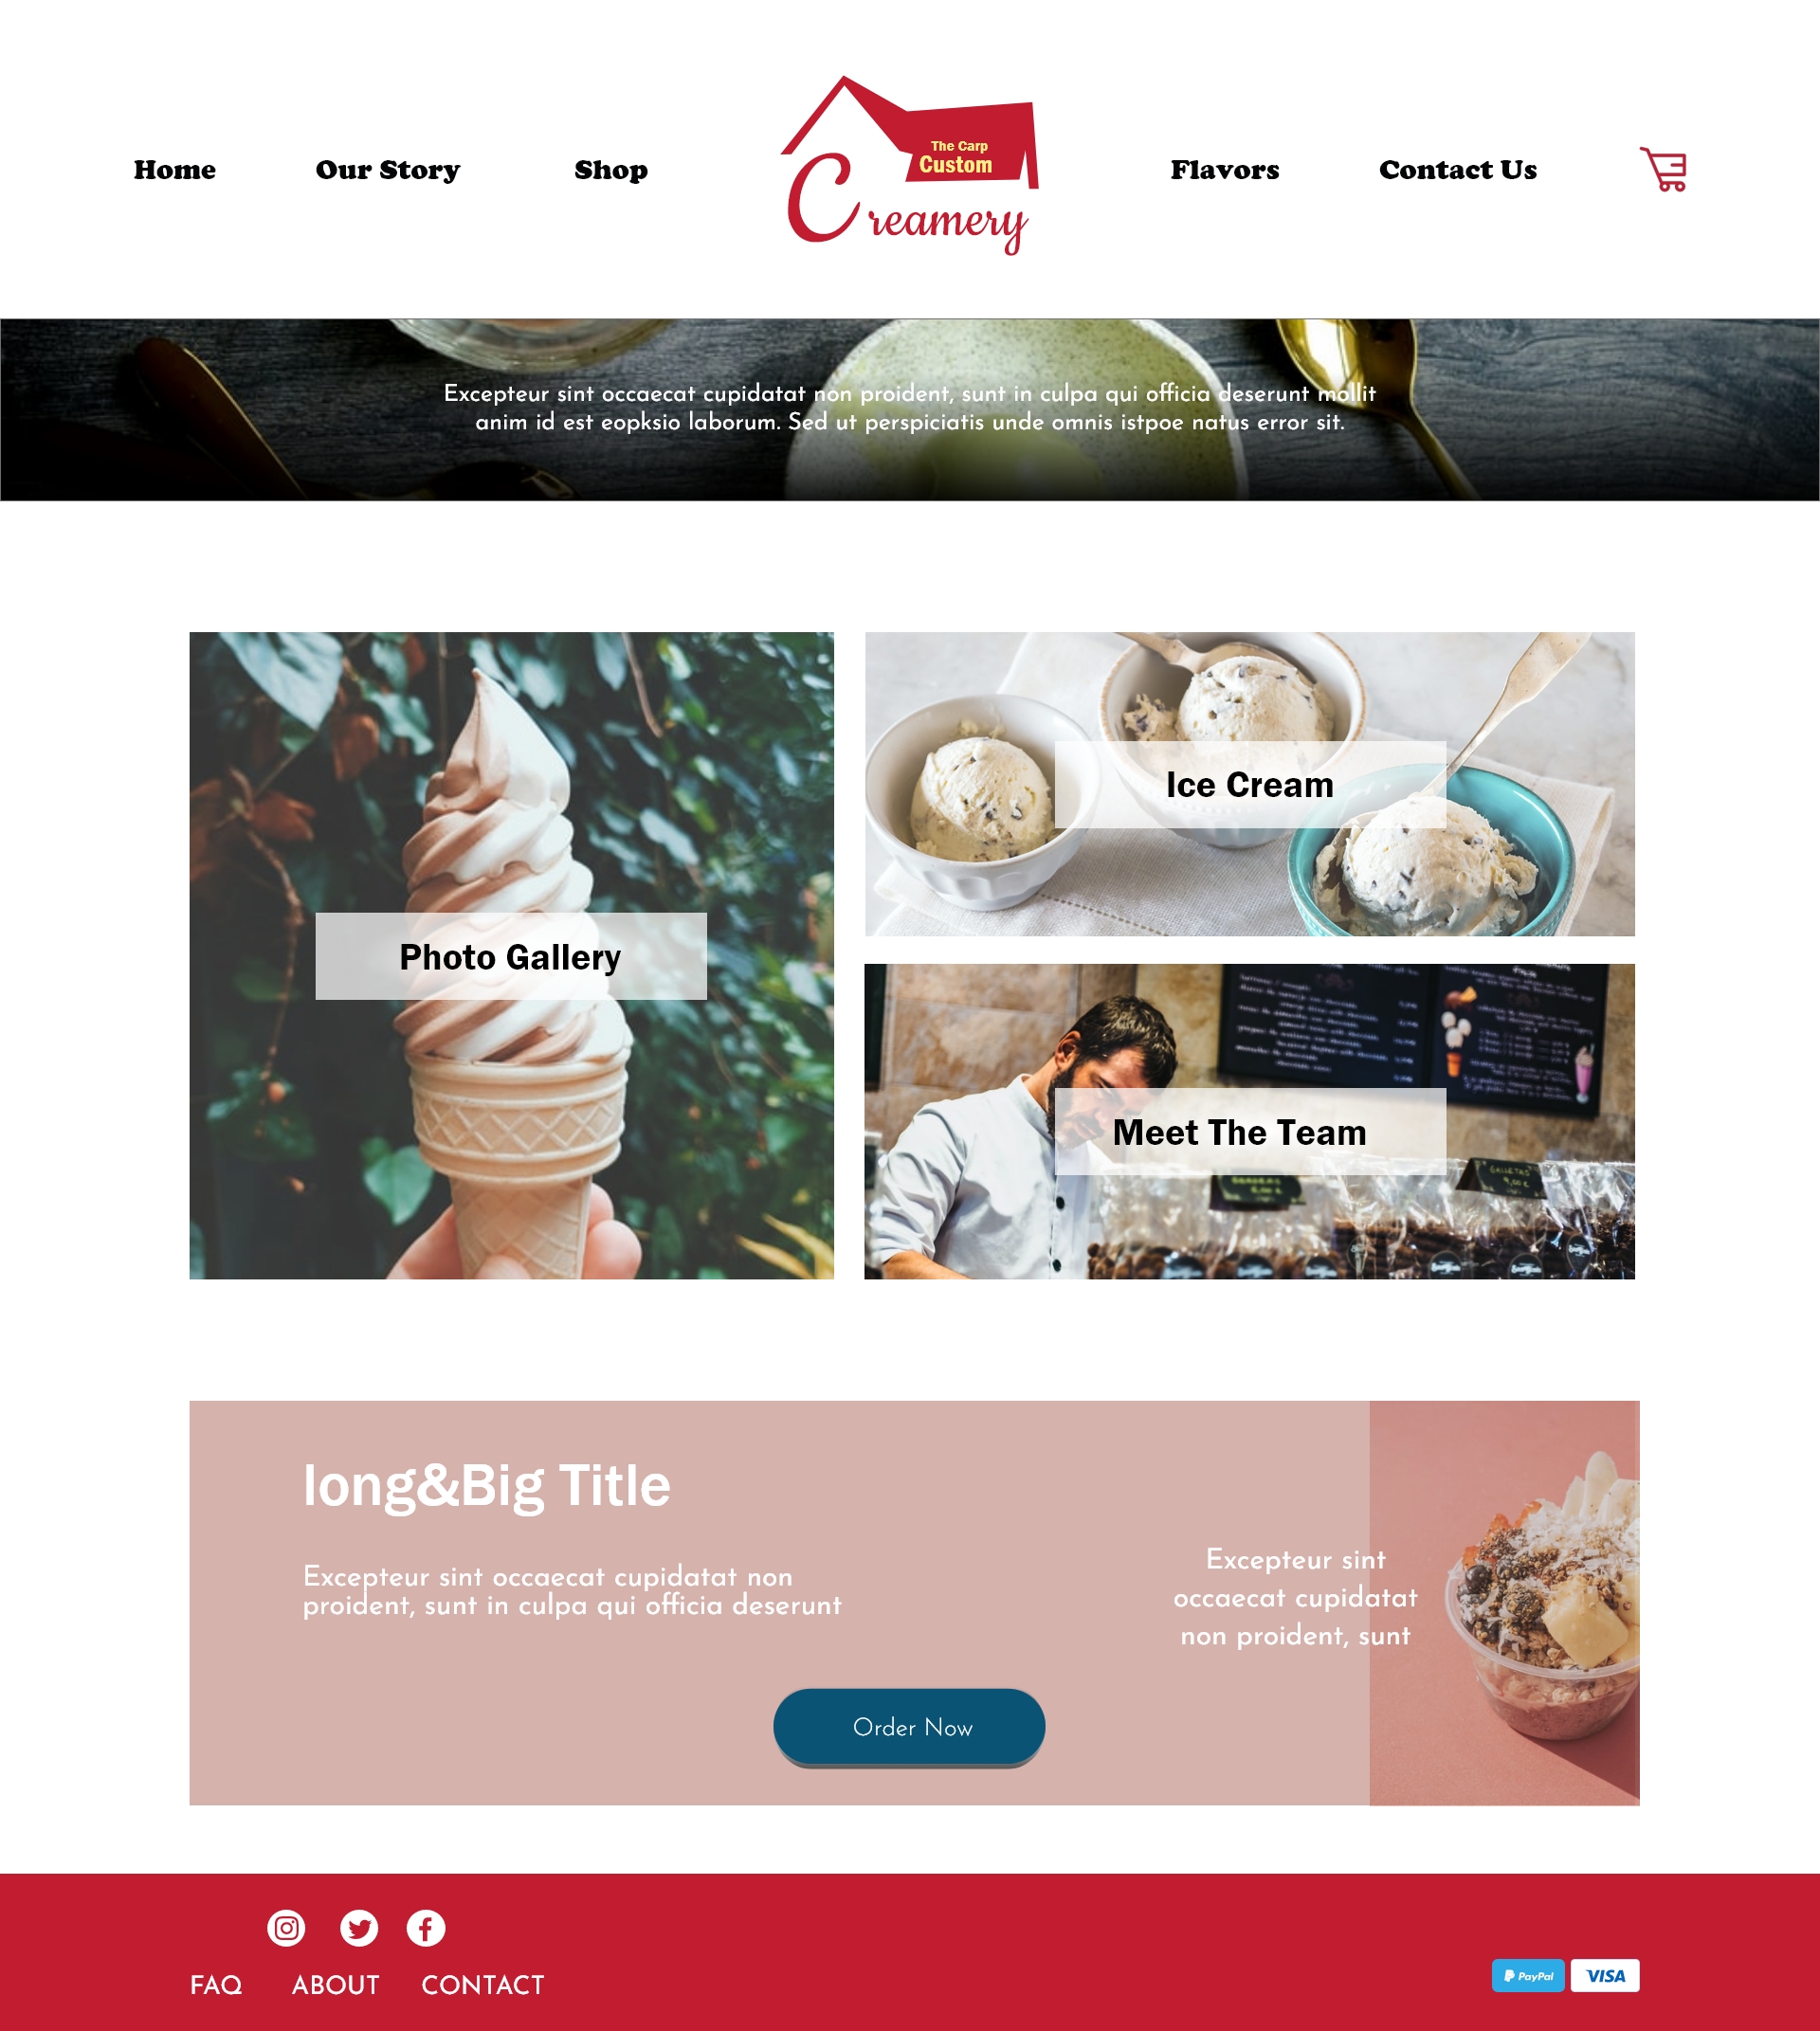 Home
Our Story
Shop
The Carp
Custom
Creamery
Flavors
Contact Us
Excepteur sint occaecat cupidatat non proident, sunt in culpa qui officia deserunt mollit
anim id est eopksio laborum. Sed ut perspiciatis unde omnis istpoe natus error sit.
Photo Gallery
Ice Cream
Meet The Team
GALLETAS
9,00 €
long&Big Title
Excepteur sint occaecat cupidatat non
proident, sunt in culpa qui officia deserunt
Excepteur sint
occaecat cupidatat
non proident, sunt
Order Now
FAQ
ABOUT
CONTACT
PayPal
VISA